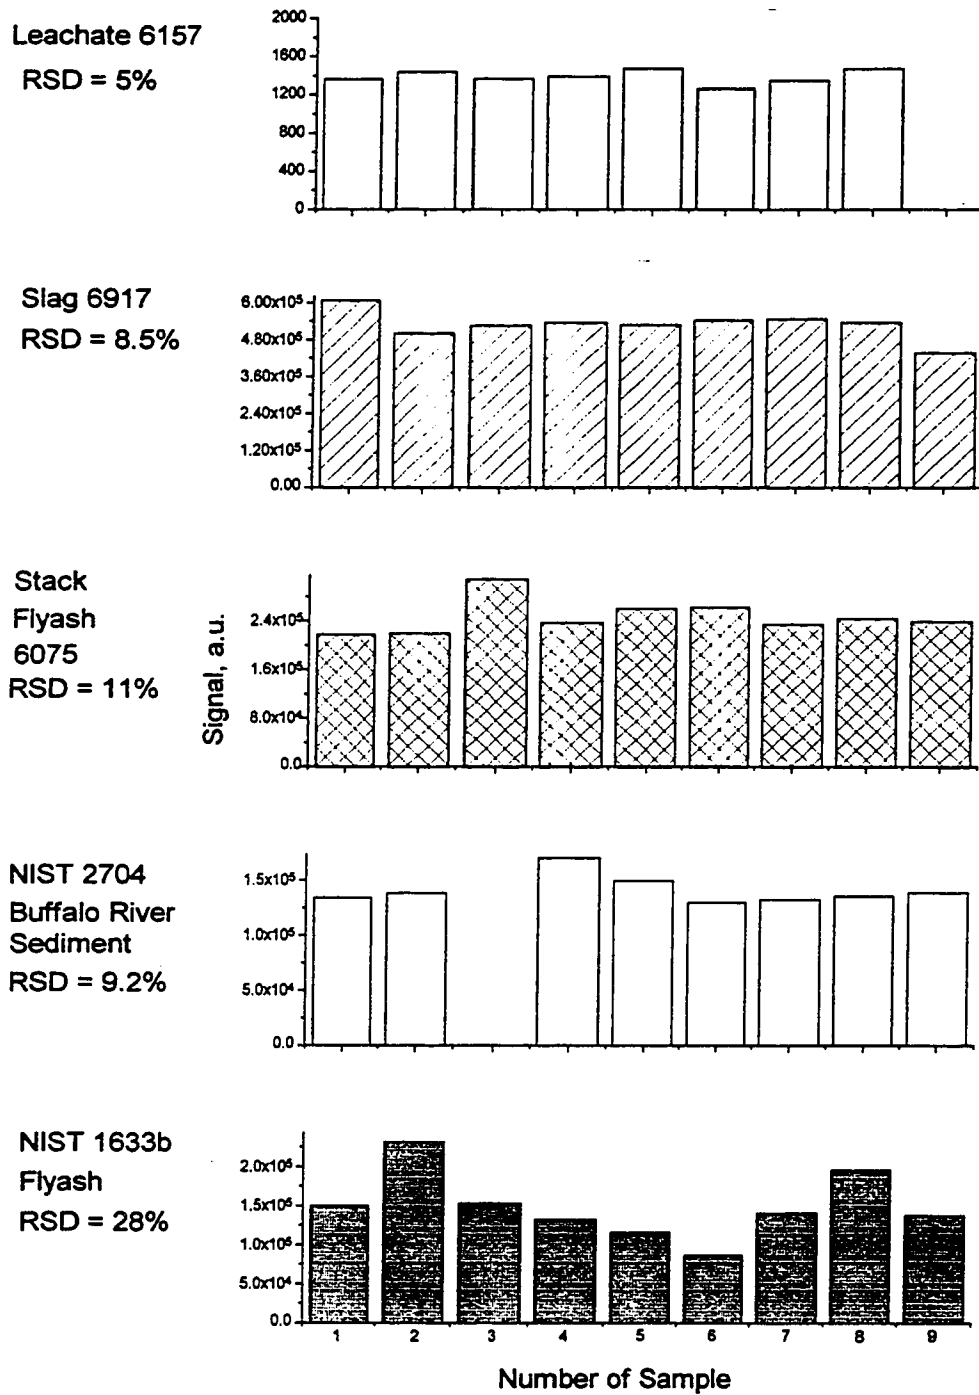 Leachate 6157
RSD = 5%
2000
1600
1200
800
400
0
Slag 6917
RSD = 8.5%
6.00x10⁵
4.80x10⁵
3.60x10⁵
2.40x10⁵
1.20x10⁵
0.00
Stack
Flyash
6075
RSD = 11%
Signal, a.u.
2.4x10⁵
1.6x10⁵
8.0x10⁴
0.0
NIST 2704
Buffalo River
Sediment
RSD = 9.2%
1.5x10⁵
1.0x10⁵
5.0x10⁴
0.0
NIST 1633b
Flyash
RSD = 28%
2.0x10⁵
1.5x10⁵
1.0x10⁵
5.0x10⁴
0.0
1 2 3 4 5 6 7 8 9
Number of Sample